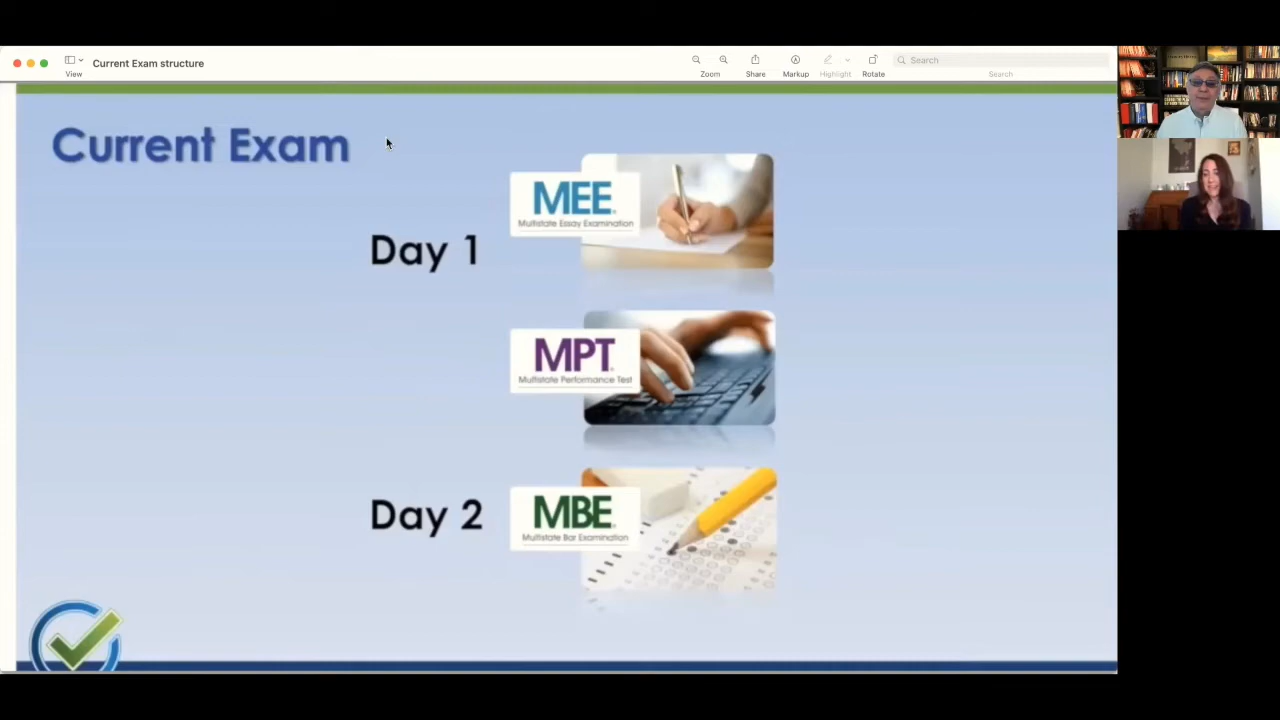 Current Exam structure
View
Zoom
Share
Markup
Highlight
Rotate
Search
Search
Current Exam
MEE
Multistate Essay Examination
Day 1
MPT
Multistate Performance Test
Day 2
MBE
Multistate Bar Examination